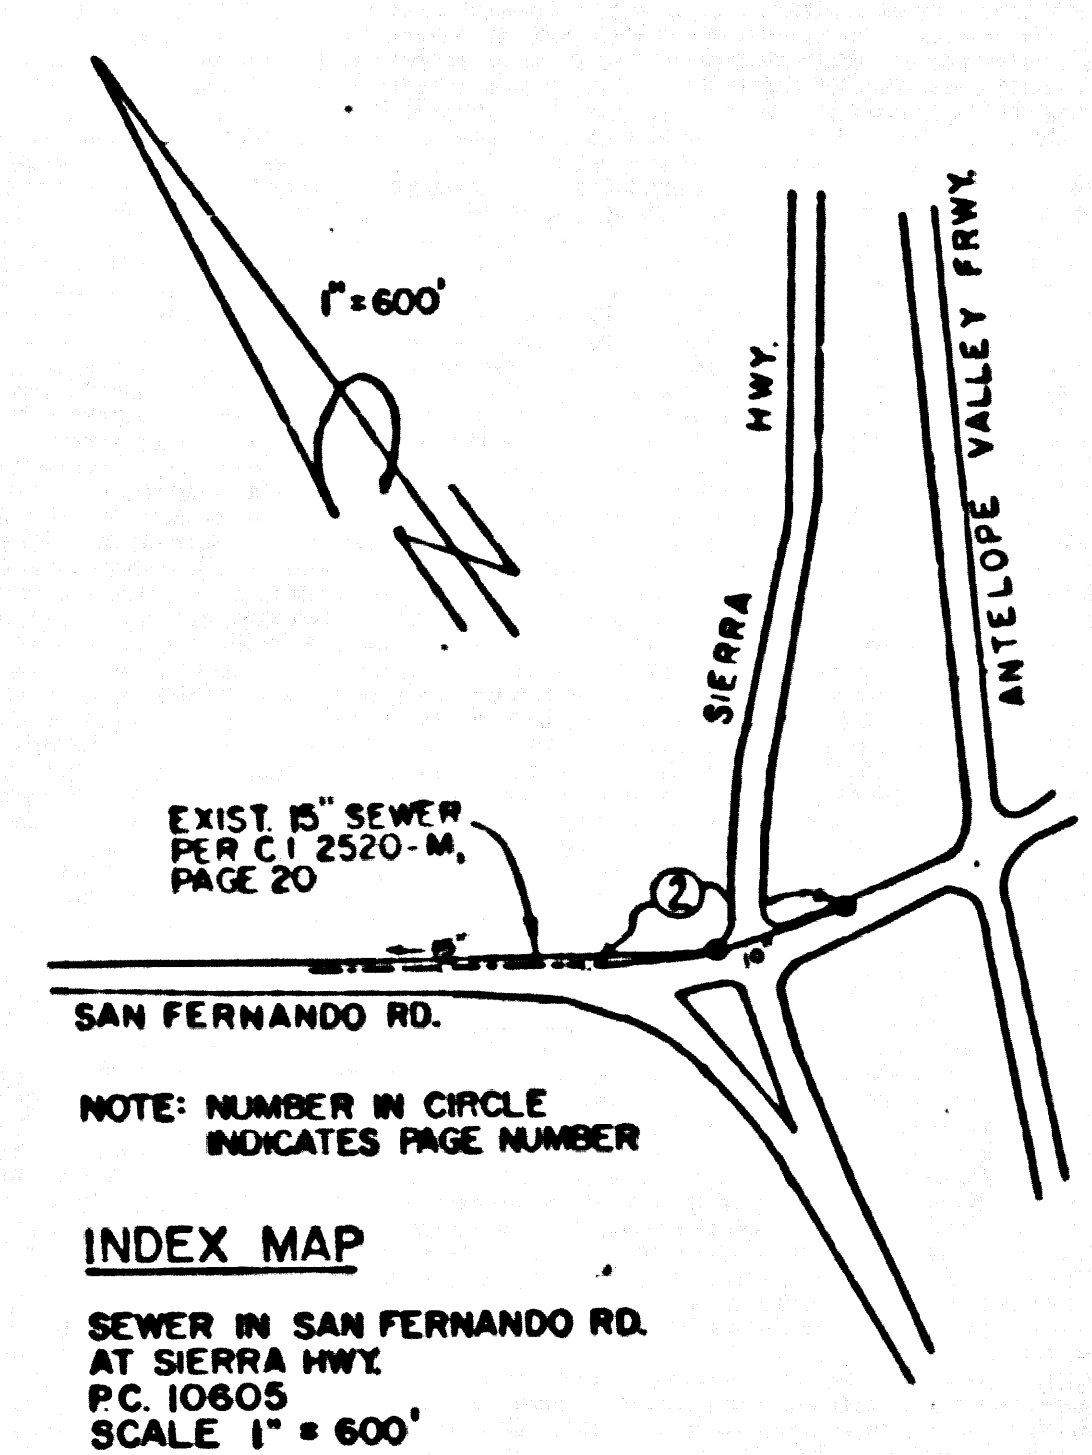 1" = 600'
N
HWY.
SIERRA
ANTELOPE VALLEY FRWY.
EXIST. 15" SEWER
PER C I 2520-M,
PAGE 20
2
15"
10"
SAN FERNANDO RD.
NOTE: NUMBER IN CIRCLE
INDICATES PAGE NUMBER
INDEX MAP
SEWER IN SAN FERNANDO RD.
AT SIERRA HWY.
P.C. 10605
SCALE 1" = 600'